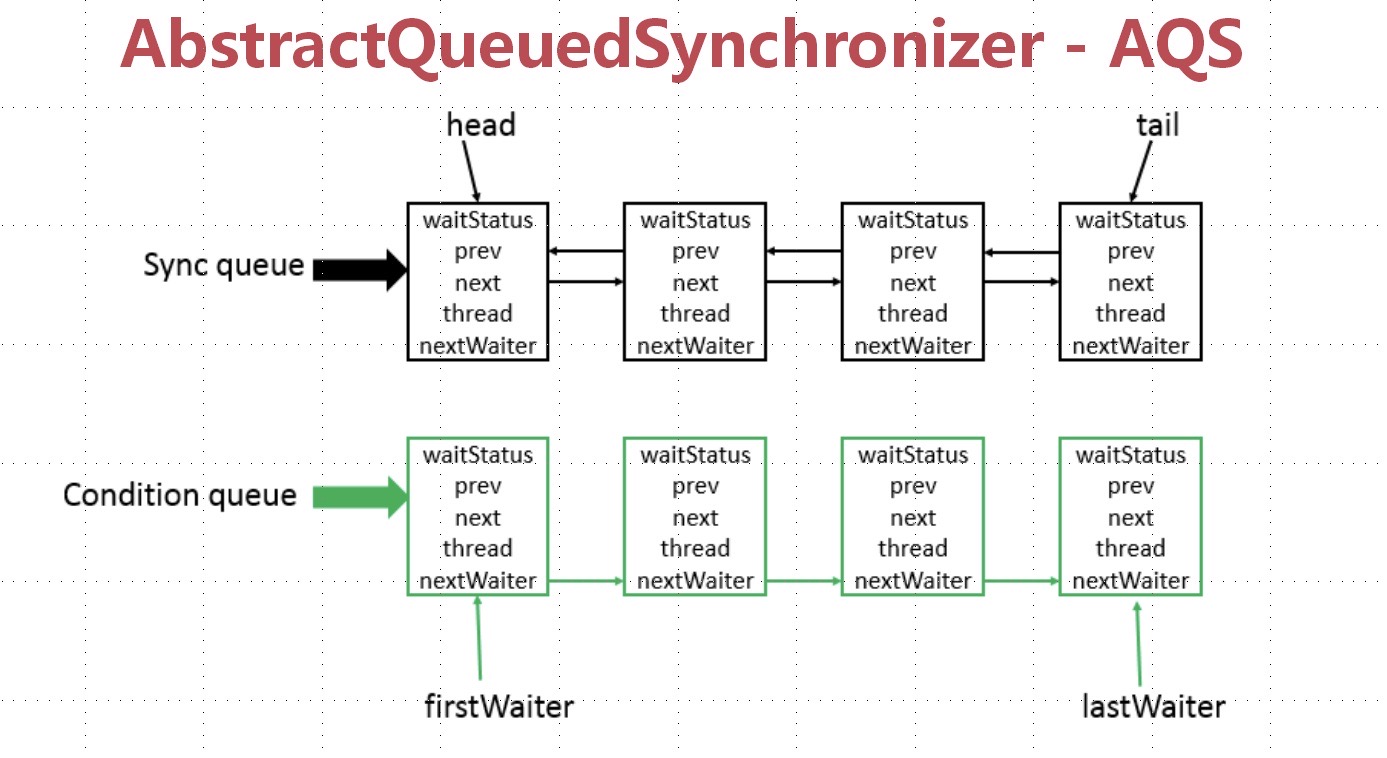 AbstractQueuedSynchronizer - AQS
head
tail
Sync queue
waitStatus
prev
next
thread
nextWaiter
waitStatus
prev
next
thread
nextWaiter
waitStatus
prev
next
thread
nextWaiter
waitStatus
prev
next
thread
nextWaiter
Condition queue
waitStatus
prev
next
thread
nextWaiter
waitStatus
prev
next
thread
nextWaiter
waitStatus
prev
next
thread
nextWaiter
waitStatus
prev
next
thread
nextWaiter
firstWaiter
lastWaiter